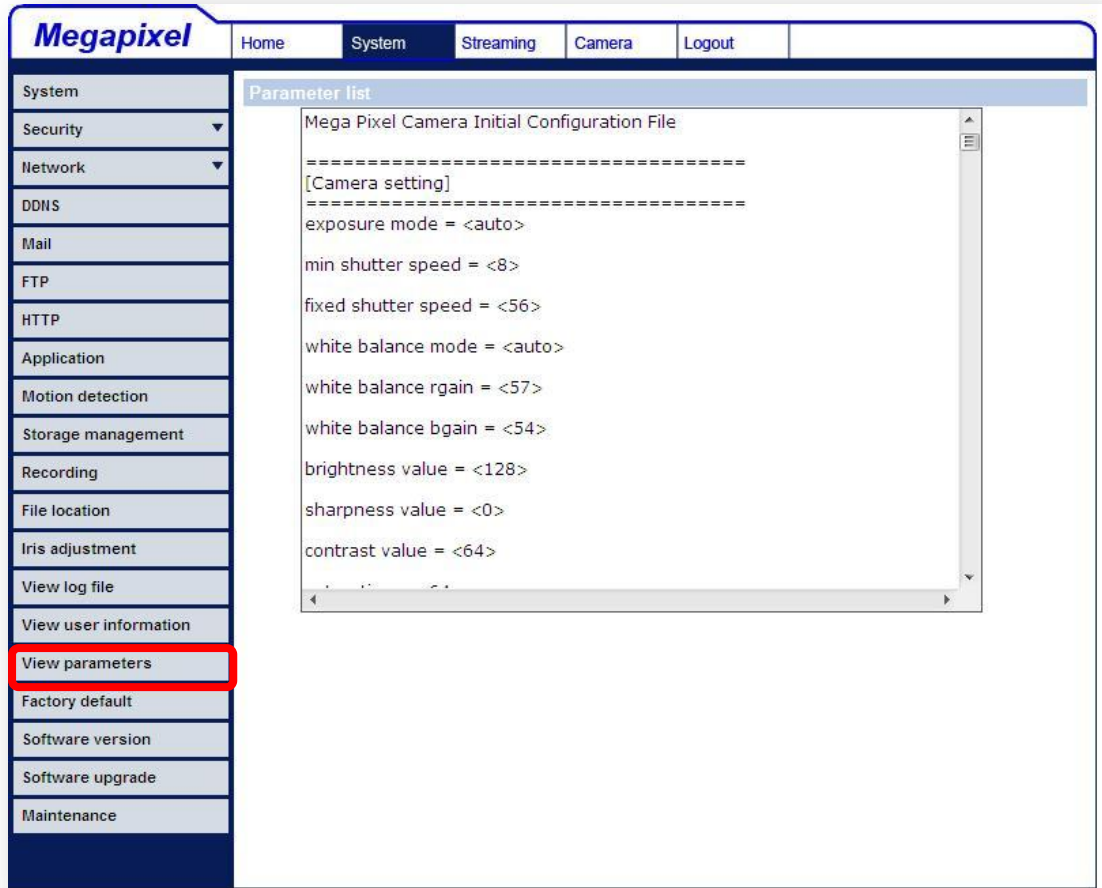 Megapixel
Home System Streaming Camera Logout
System
Security
Network
DDNS
Mail
FTP
HTTP
Application
Motion detection
Storage management
Recording
File location
Iris adjustment
View log file
View user information
View parameters
Factory default
Software version
Software upgrade
Maintenance
Parameter list
Mega Pixel Camera Initial Configuration File
====================================
[Camera setting]
====================================
exposure mode = <auto>
min shutter speed = <8>
fixed shutter speed = <56>
white balance mode = <auto>
white balance rgain = <57>
white balance bgain = <54>
brightness value = <128>
sharpness value = <0>
contrast value = <64>